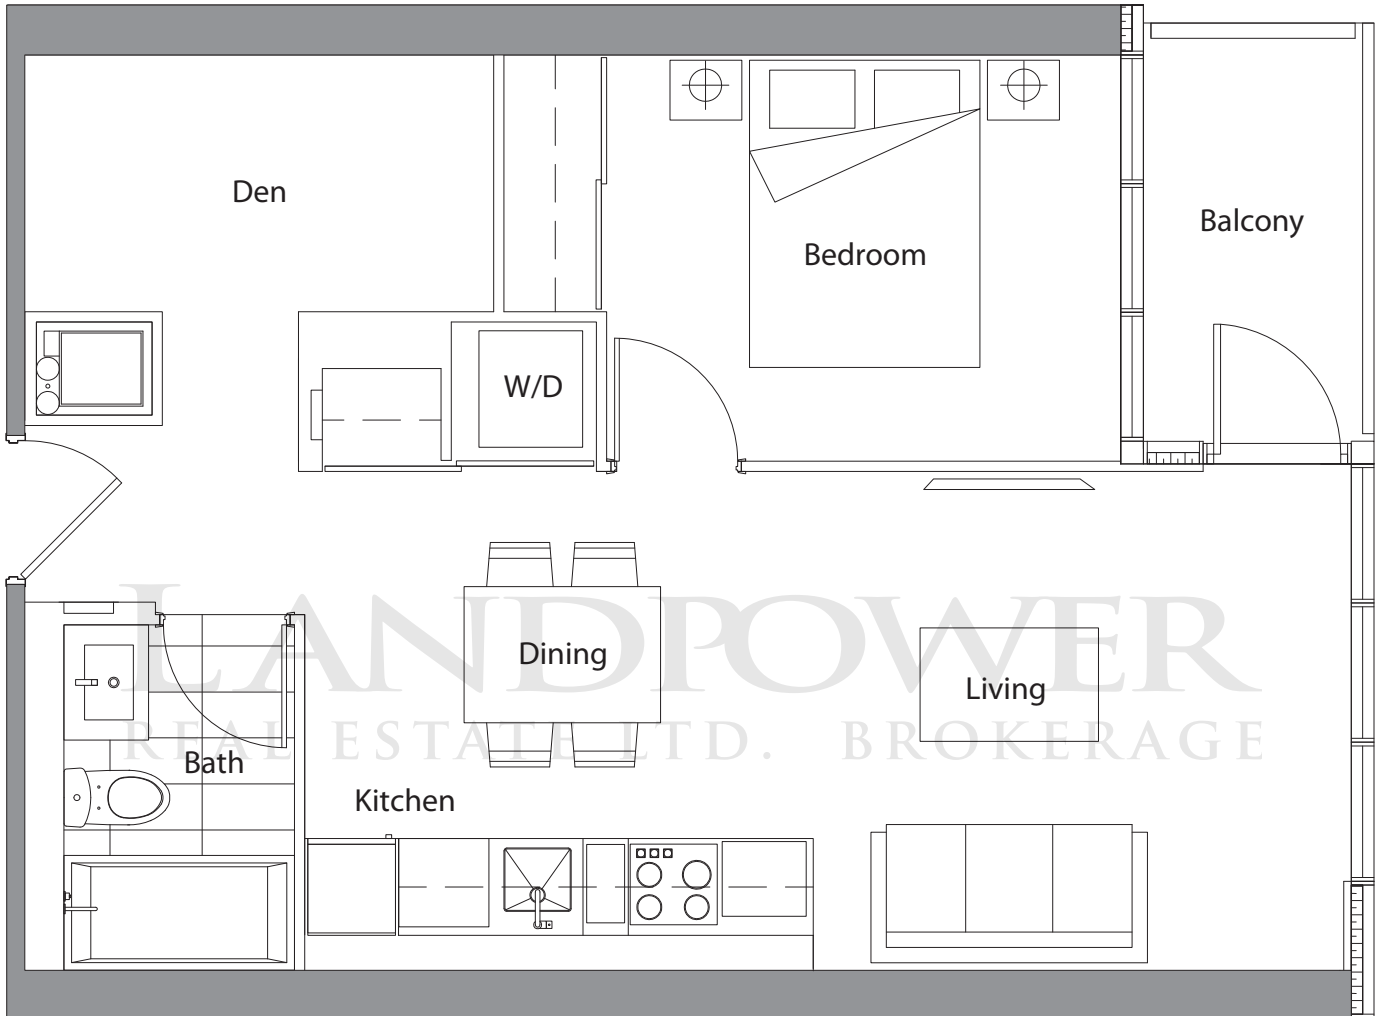 Den
Balcony
Bedroom
W/D
LANDPOWER
Dining
Living
REAL ESTATE LTD. BROKERAGE
Bath
Kitchen